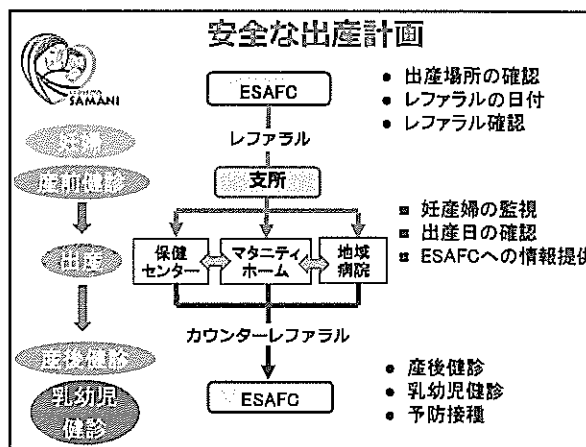 安全な出産計画
SAMANI
ESAFC
出産場所の確認
レファラルの日付
レファラル確認
レファラル
妊婦
産前健診
支所
妊産婦の監視
出産日の確認
ESAFCへの情報提供
出産
保健
センター
マタニティ
ホーム
地域
病院
カウンターレファラル
産後健診
ESAFC
産後健診
乳幼児健診
予防接種
乳幼児
健診